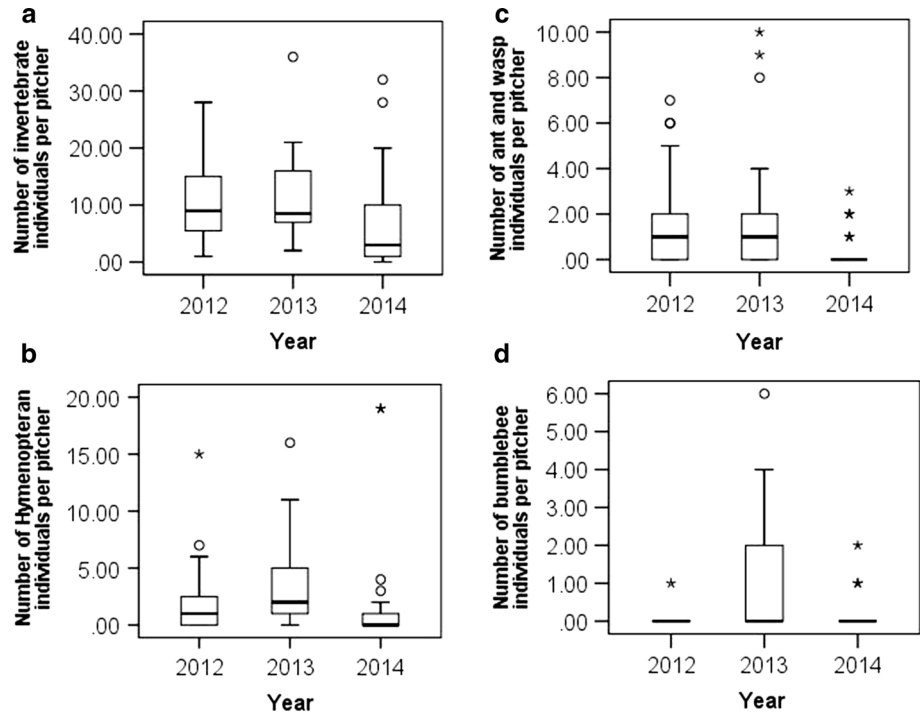 a
Number of invertebrate
individuals per pitcher
40.00
30.00
20.00
10.00
.00
2012 2013 2014
Year
b
Number of Hymenopteran
individuals per pitcher
20.00
15.00
10.00
5.00
.00
2012 2013 2014
Year
c
Number of ant and wasp
individuals per pitcher
10.00
8.00
6.00
4.00
2.00
.00
2012 2013 2014
Year
d
Number of bumblebee
individuals per pitcher
6.00
5.00
4.00
3.00
2.00
1.00
.00
2012 2013 2014
Year